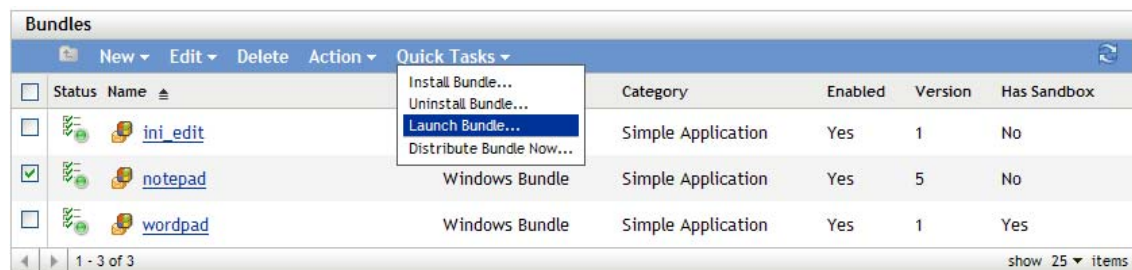 Bundles
New Edit Delete Action Quick Tasks
Install Bundle...
Uninstall Bundle...
Launch Bundle...
Distribute Bundle Now...
Status Name Category Enabled Version Has Sandbox
ini_edit Simple Application Yes 1 No
notepad Windows Bundle Simple Application Yes 5 No
wordpad Windows Bundle Simple Application Yes 1 Yes
1 - 3 of 3 show 25 items